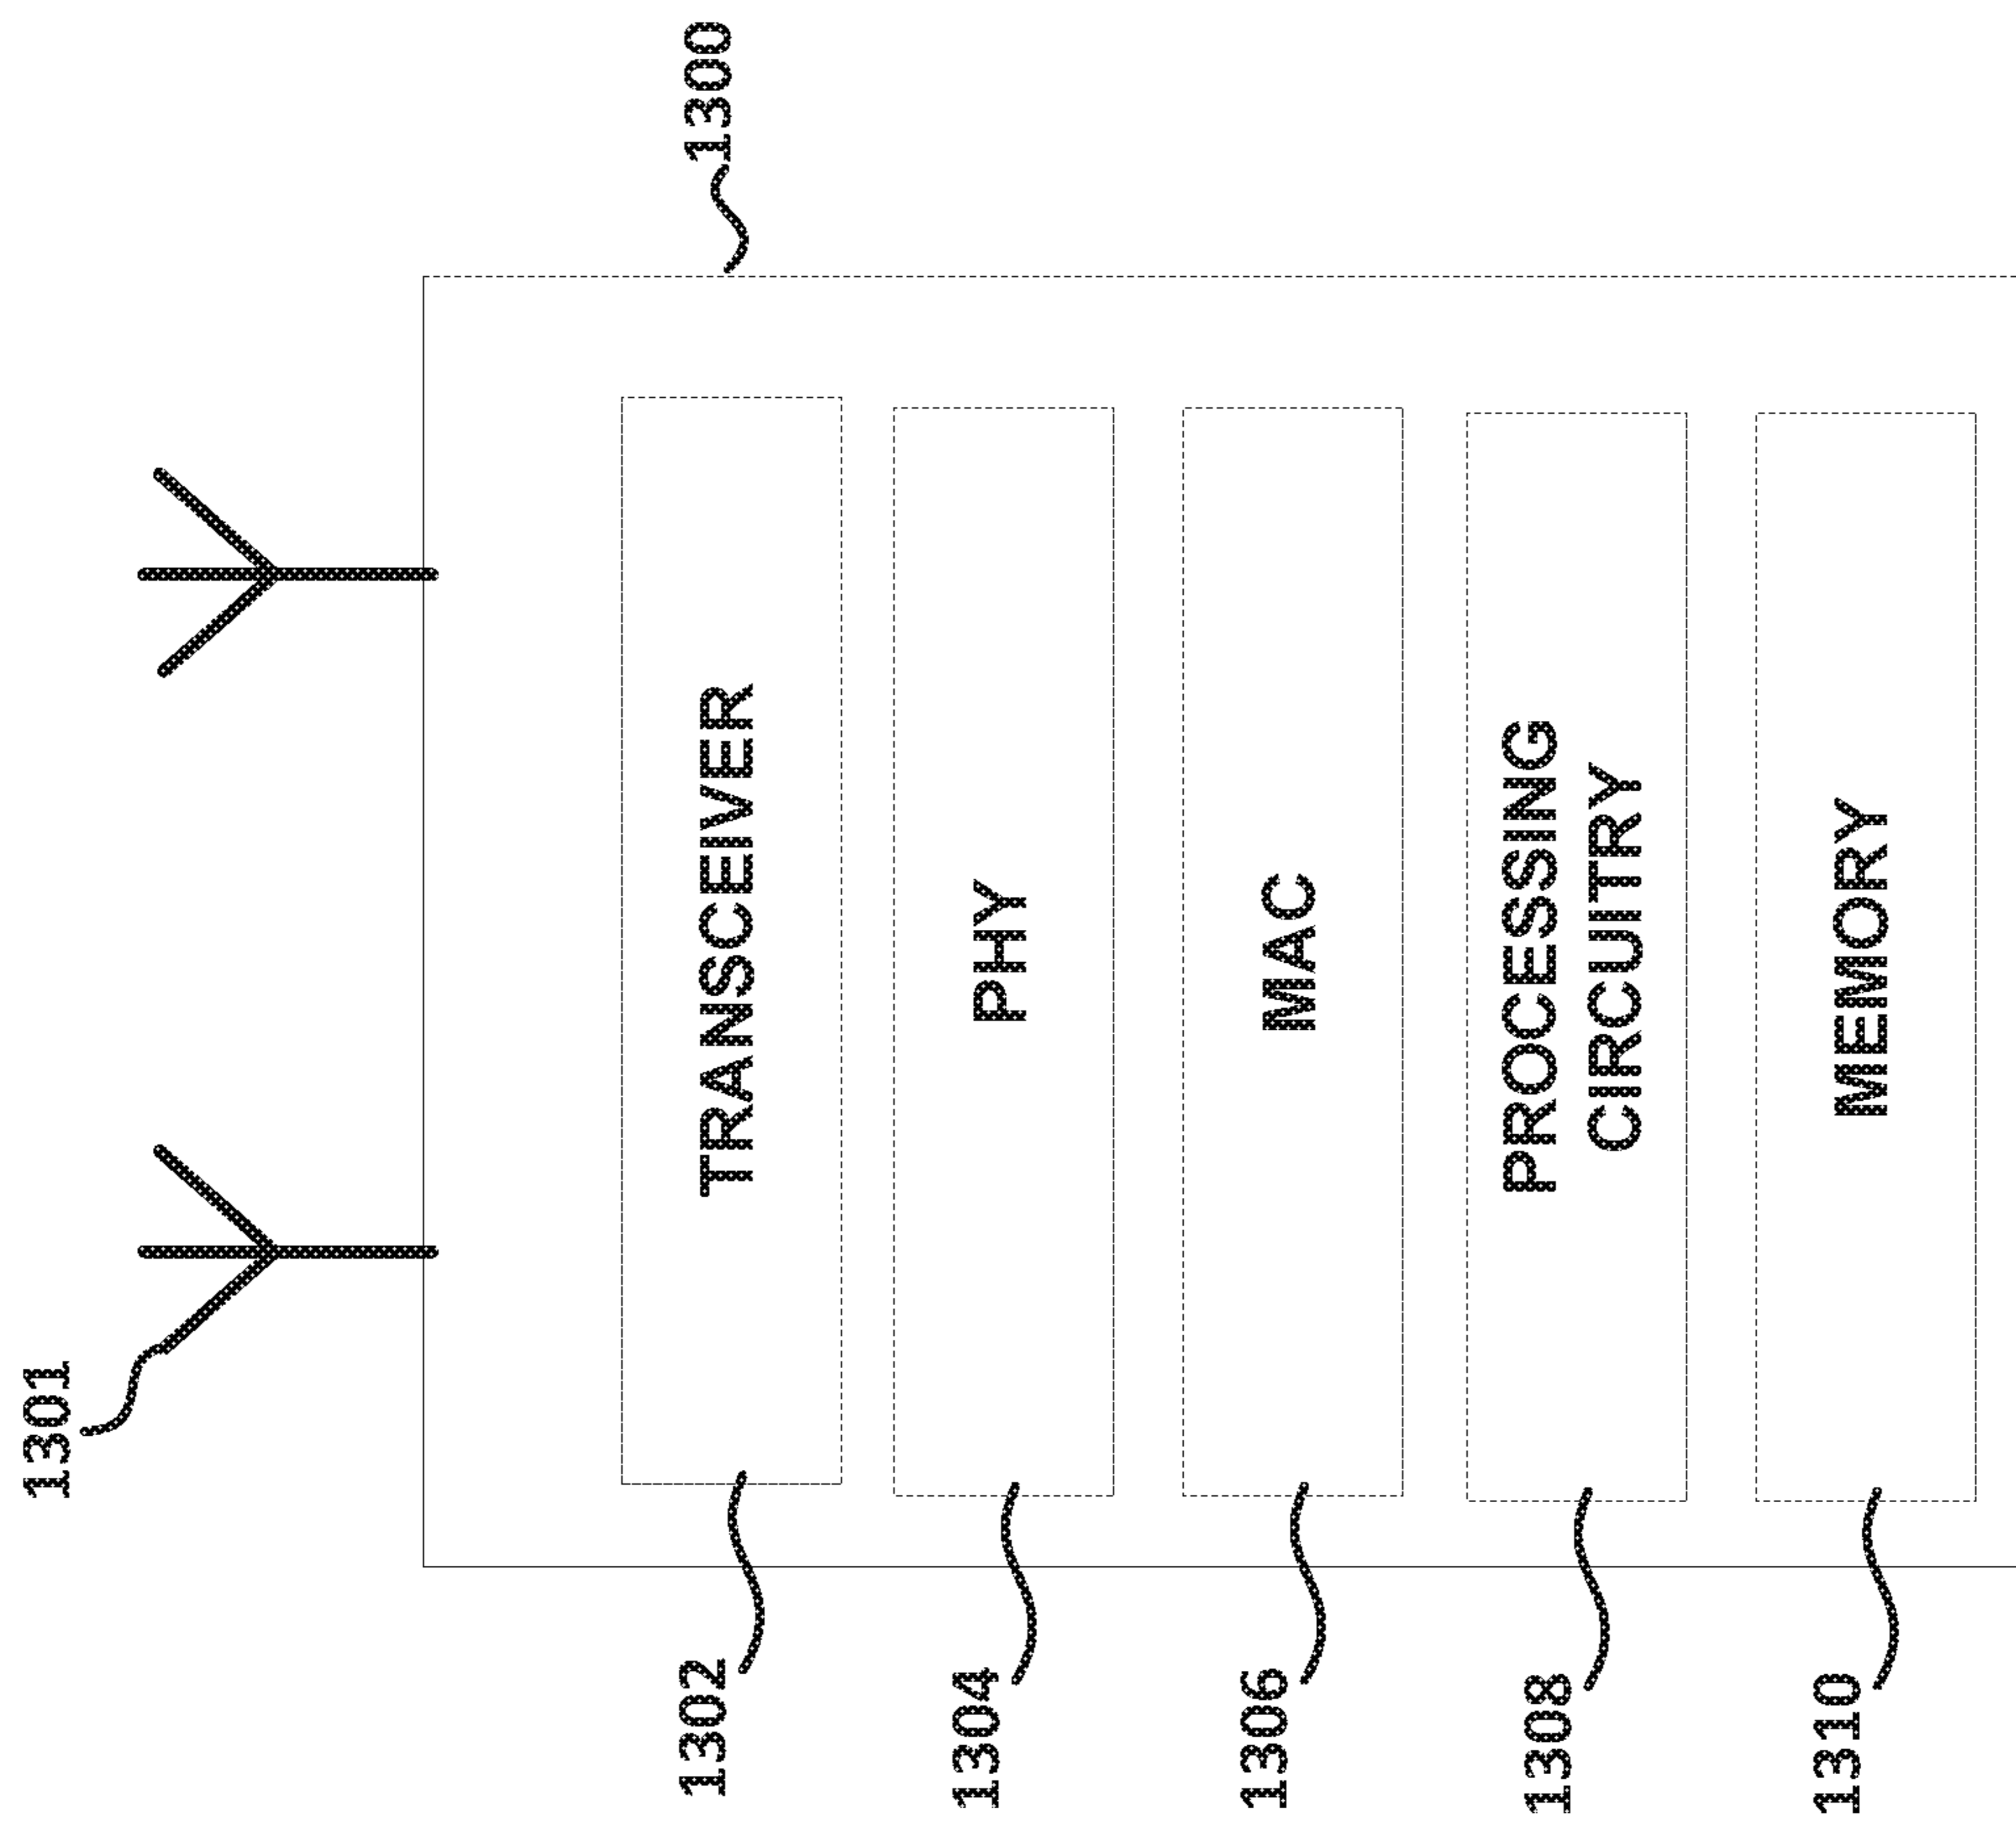 1301
1300
1302
TRANSCEIVER
1304
PHY
1306
MAC
1308
PROCESSING
CIRCUITRY
1310
MEMORY